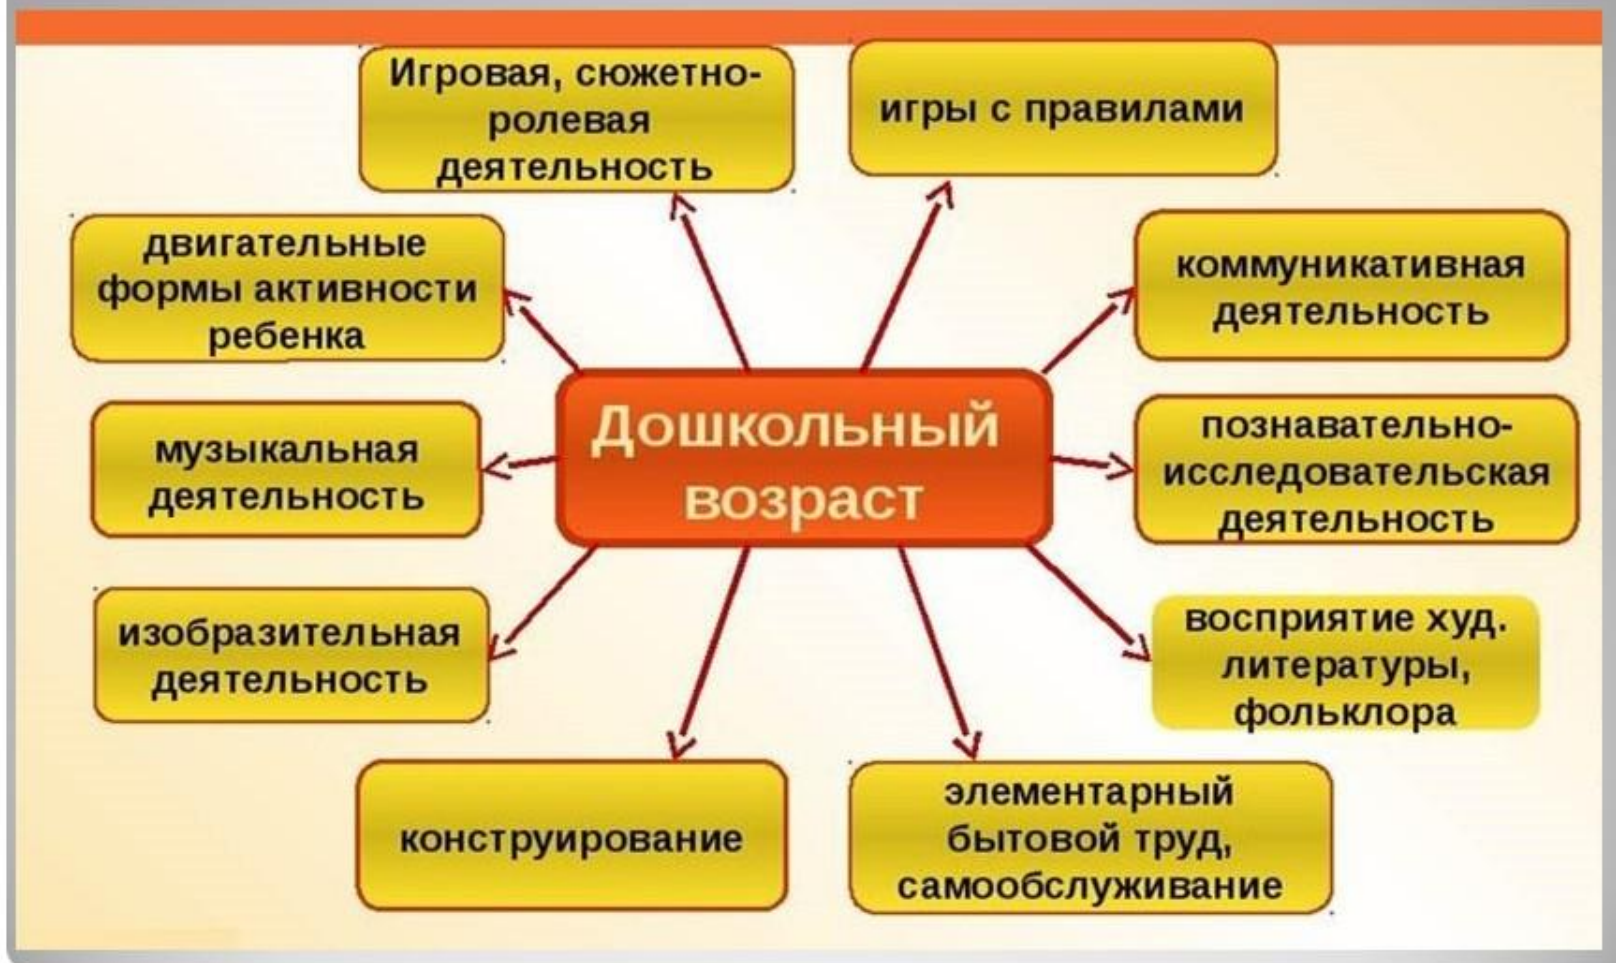 Игровая, сюжетно-
ролевая
деятельность
игры с правилами
двигательные
формы активности
ребенка
коммуникативная
деятельность
Дошкольный
возраст
музыкальная
деятельность
познавательно-
исследовательская
деятельность
изобразительная
деятельность
восприятие худ.
литературы,
фольклора
конструирование
элементарный
бытовой труд,
самообслуживание